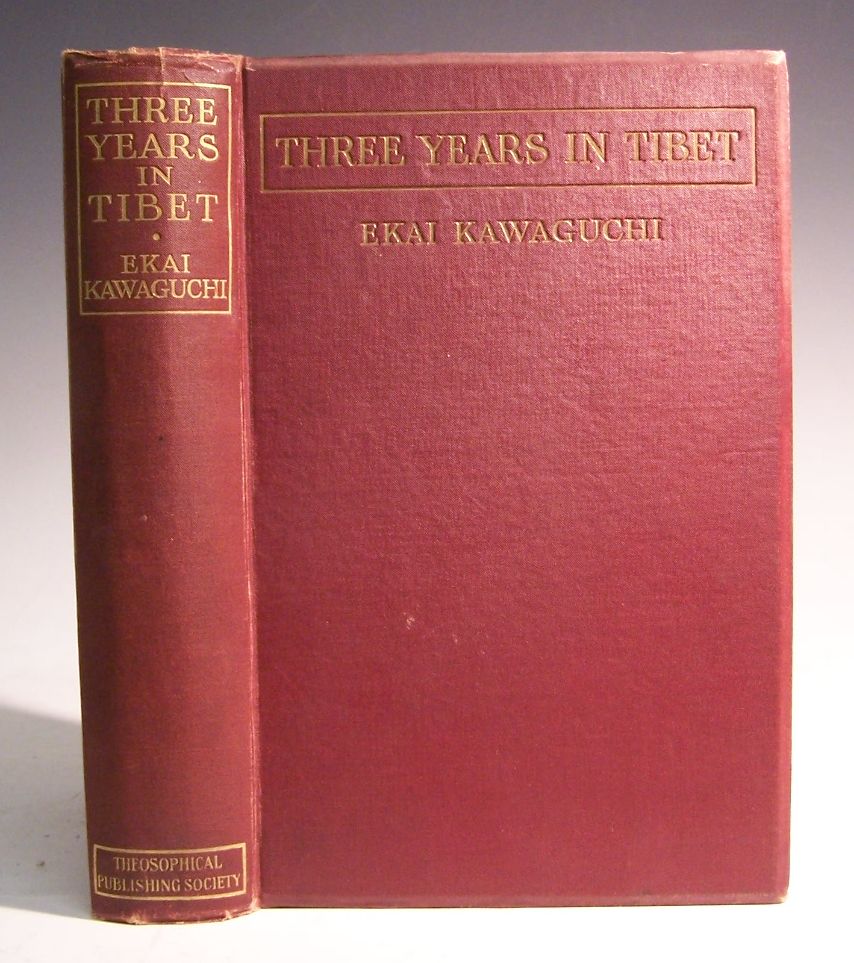 THREE
YEARS
IN
TIBET
•
EKAI
KAWAGUCHI
THEOSOPHICAL
PUBLISHING SOCIETY
THREE YEARS IN TIBET
EKAI KAWAGUCHI